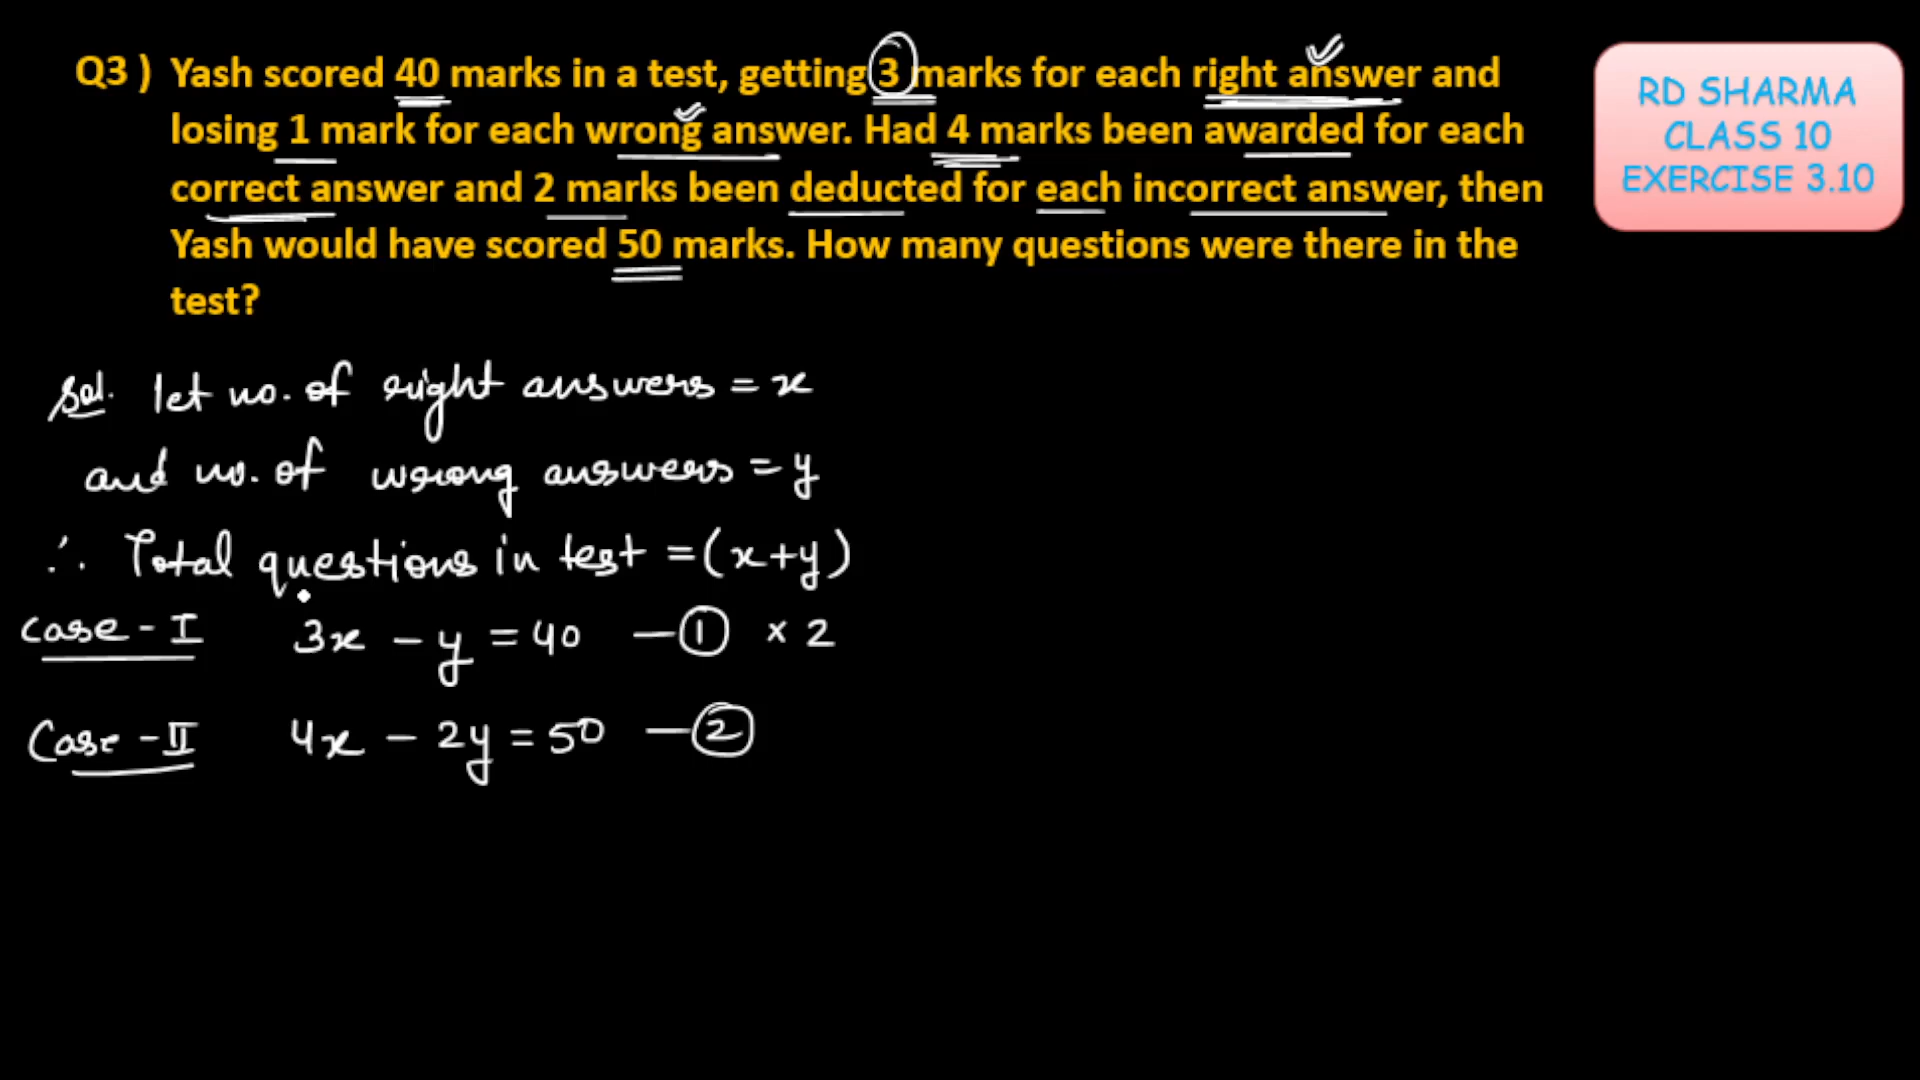 Q3 ) Yash scored 40 marks in a test, getting 3 marks for each right answer and
losing 1 mark for each wrong answer. Had 4 marks been awarded for each
correct answer and 2 marks been deducted for each incorrect answer, then
Yash would have scored 50 marks. How many questions were there in the
test?
RD SHARMA
CLASS 10
EXERCISE 3.10
Sol. let no. of right answers = x
and no. of wrong answers = y
∴ Total questions in test = (x+y)
Case - I 3x - y = 40 — ① × 2
Case - II 4x - 2y = 50 — ②